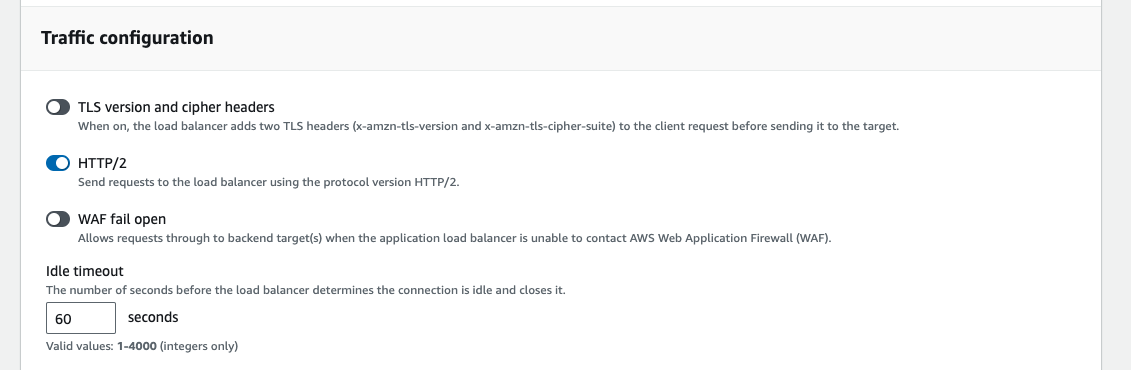 Traffic configuration
TLS version and cipher headers
When on, the load balancer adds two TLS headers (x-amzn-tls-version and x-amzn-tls-cipher-suite) to the client request before sending it to the target.
HTTP/2
Send requests to the load balancer using the protocol version HTTP/2.
WAF fail open
Allows requests through to backend target(s) when the application load balancer is unable to contact AWS Web Application Firewall (WAF).
Idle timeout
The number of seconds before the load balancer determines the connection is idle and closes it.
60 seconds
Valid values: 1-4000 (integers only)